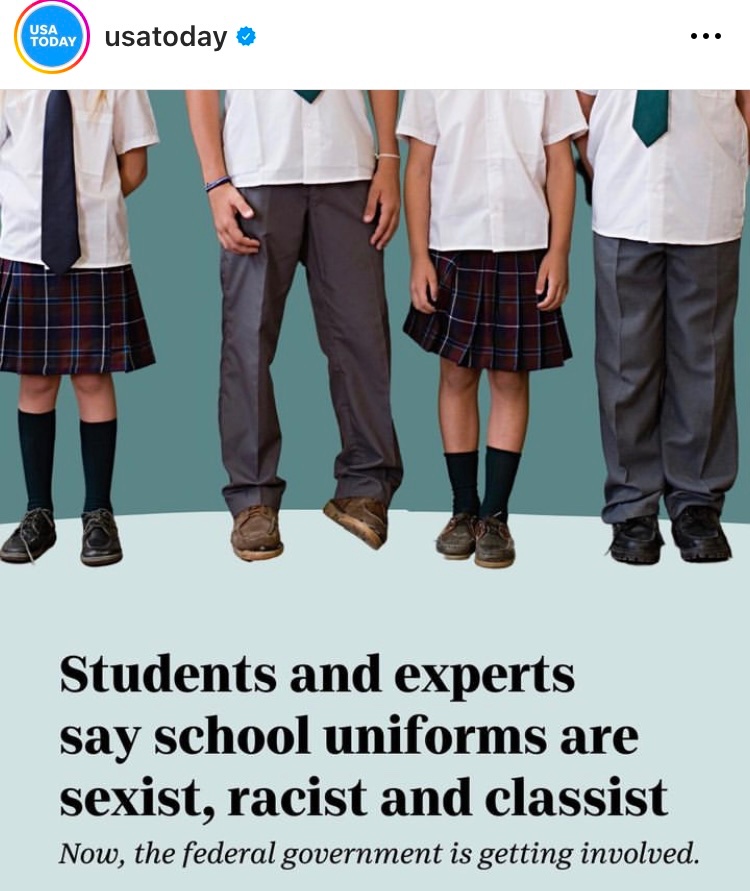 USA
TODAY
usatoday
Students and experts
say school uniforms are
sexist, racist and classist
Now, the federal government is getting involved.